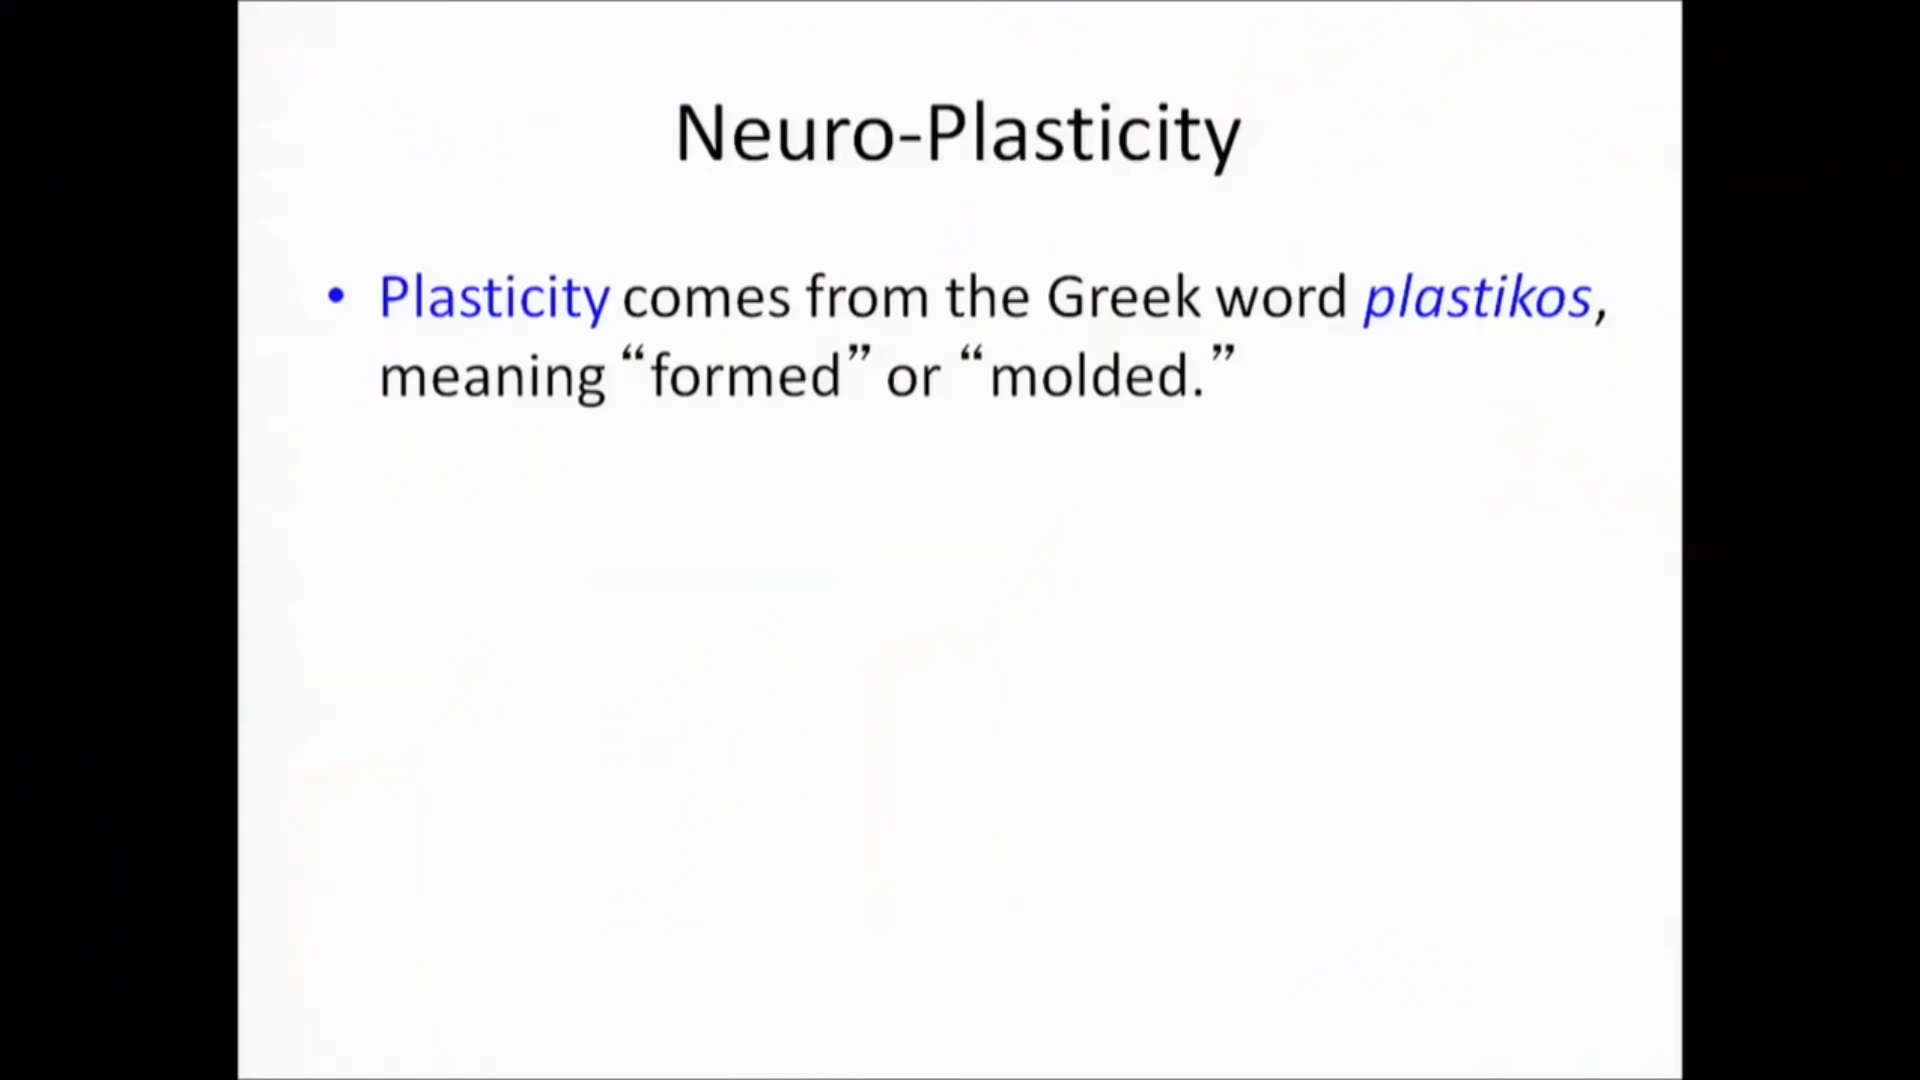 Neuro-Plasticity
• Plasticity comes from the Greek word plastikos,
meaning “formed” or “molded.”